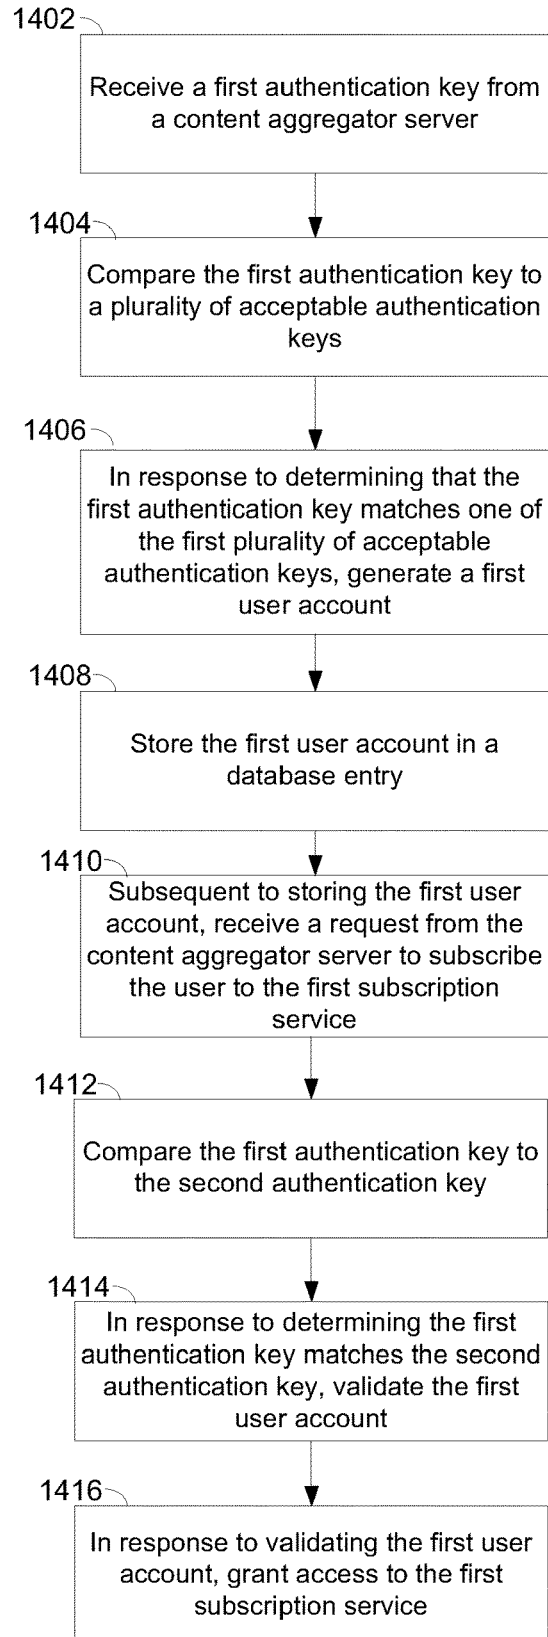 1402
Receive a first authentication key from
a content aggregator server
1404
Compare the first authentication key to
a plurality of acceptable authentication
keys
1406
In response to determining that the
first authentication key matches one of
the first plurality of acceptable
authentication keys, generate a first
user account
1408
Store the first user account in a
database entry
1410
Subsequent to storing the first user
account, receive a request from the
content aggregator server to subscribe
the user to the first subscription
service
1412
Compare the first authentication key to
the second authentication key
1414
In response to determining the first
authentication key matches the second
authentication key, validate the first
user account
1416
In response to validating the first user
account, grant access to the first
subscription service